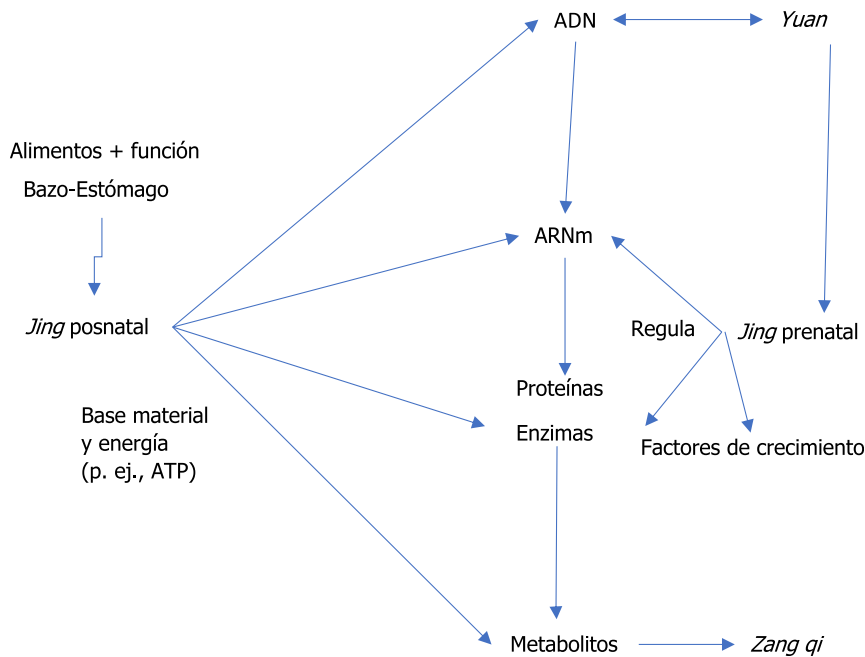 ADN
Yuan
Alimentos + función
Bazo-Estómago
ARNm
Jing posnatal
Regula
Jing prenatal
Base material
y energía
(p. ej., ATP)
Proteínas
Enzimas
Factores de crecimiento
Metabolitos
Zang qi